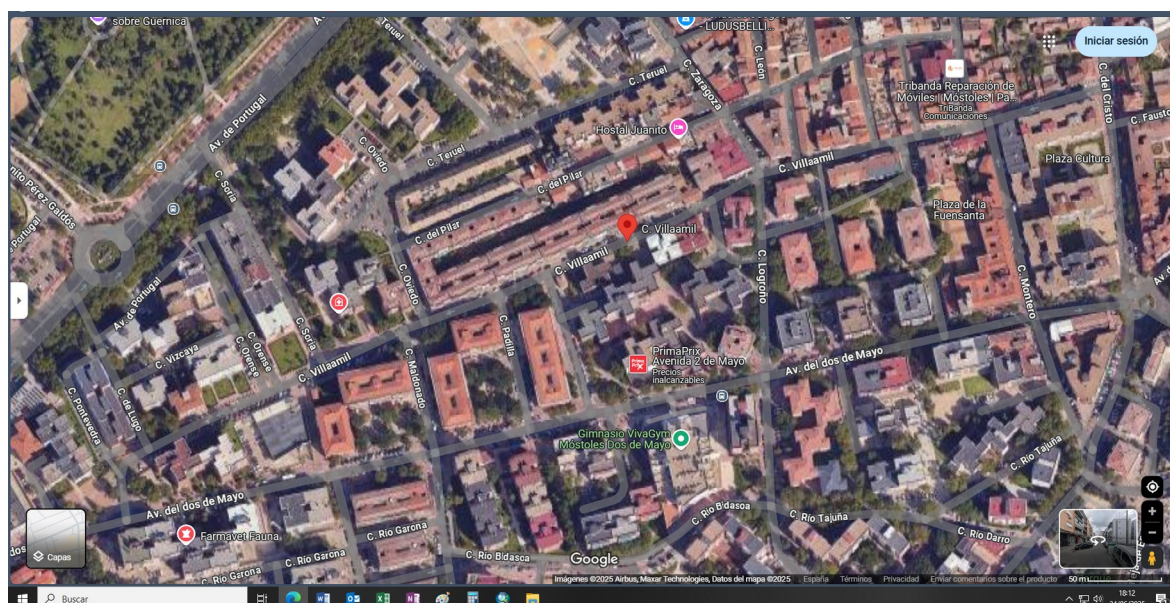 sobre Guernica
Av. de Portugal
C. Teruel
- LUDUSBELLI...
C. León
C. Zaragoza
Iniciar sesión
C. del Cristo
Tribanda Reparación de
Móviles | Móstoles | Pa...
TriBanda
Comunicaciones
C. Teruel
Hostal Juanito
C. Oviedo
C. Teruel
C. del Pilar
C. Villaamil
Plaza Cultura
C. Soria
Plaza de la
Fuensanta
C. del Pilar
C. Villaamil
C. Villaamil
C. Oviedo
C. Logroño
C. Montero
Av. de Portugal
C. Soria
C. Padilla
C. Vizcaya
C. Orense
C. Orense
C. Villaamil
C. Maldonado
PrimaPrix
Avenida 2 de Mayo
Precios
inalcanzables
Av. del dos de Mayo
C. Pontevedra
C. de Lugo
Gimnasio VivaGym
Móstoles Dos de Mayo
C. Río Tajuña
Av. del dos de Mayo
C. Río Bidasoa
C. Río Tajuña
Farmavet Fauna
C. Río Garona
C. Río Garona
C. Río Darro
C. Río Bidasoa
C. Río Garona
Capas
Google
Imágenes ©2025 Airbus, Maxar Technologies, Datos del mapa ©2025 España Términos Privacidad Enviar comentarios sobre el producto 50 m
Buscar
18:12